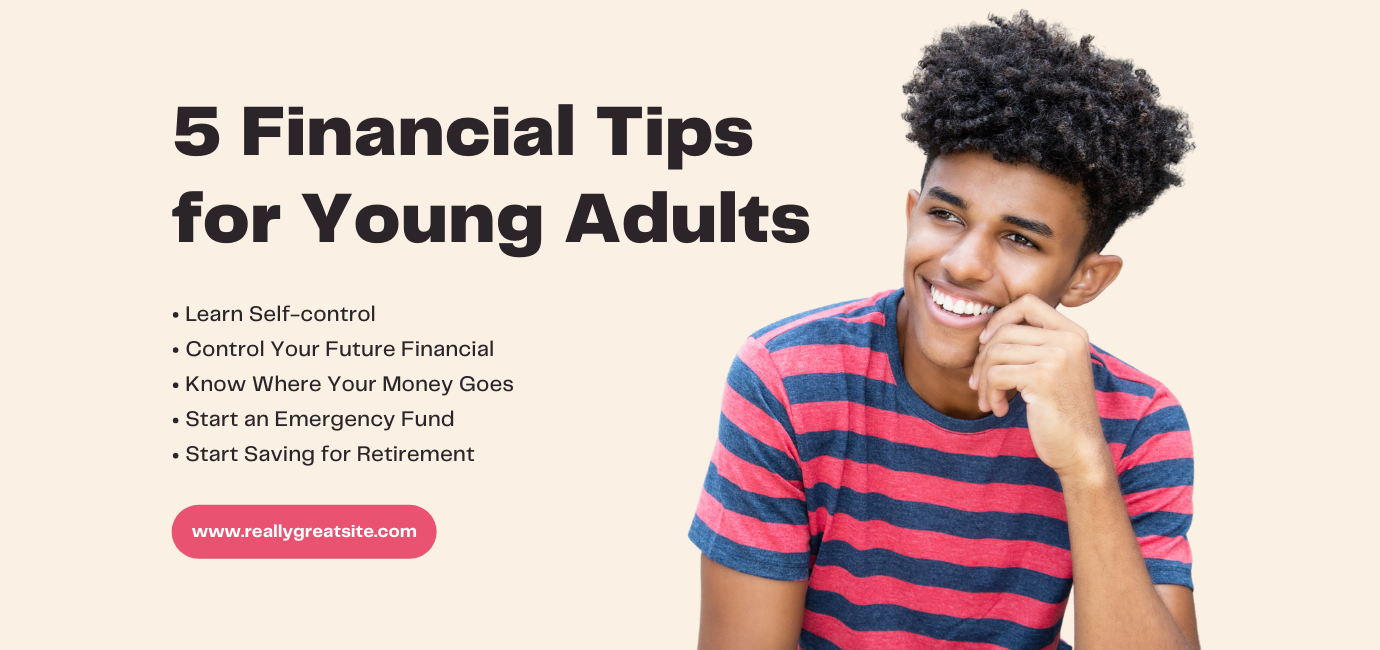 5 Financial Tips
for Young Adults
• Learn Self-control
• Control Your Future Financial
• Know Where Your Money Goes
• Start an Emergency Fund
• Start Saving for Retirement
www.reallygreatsite.com